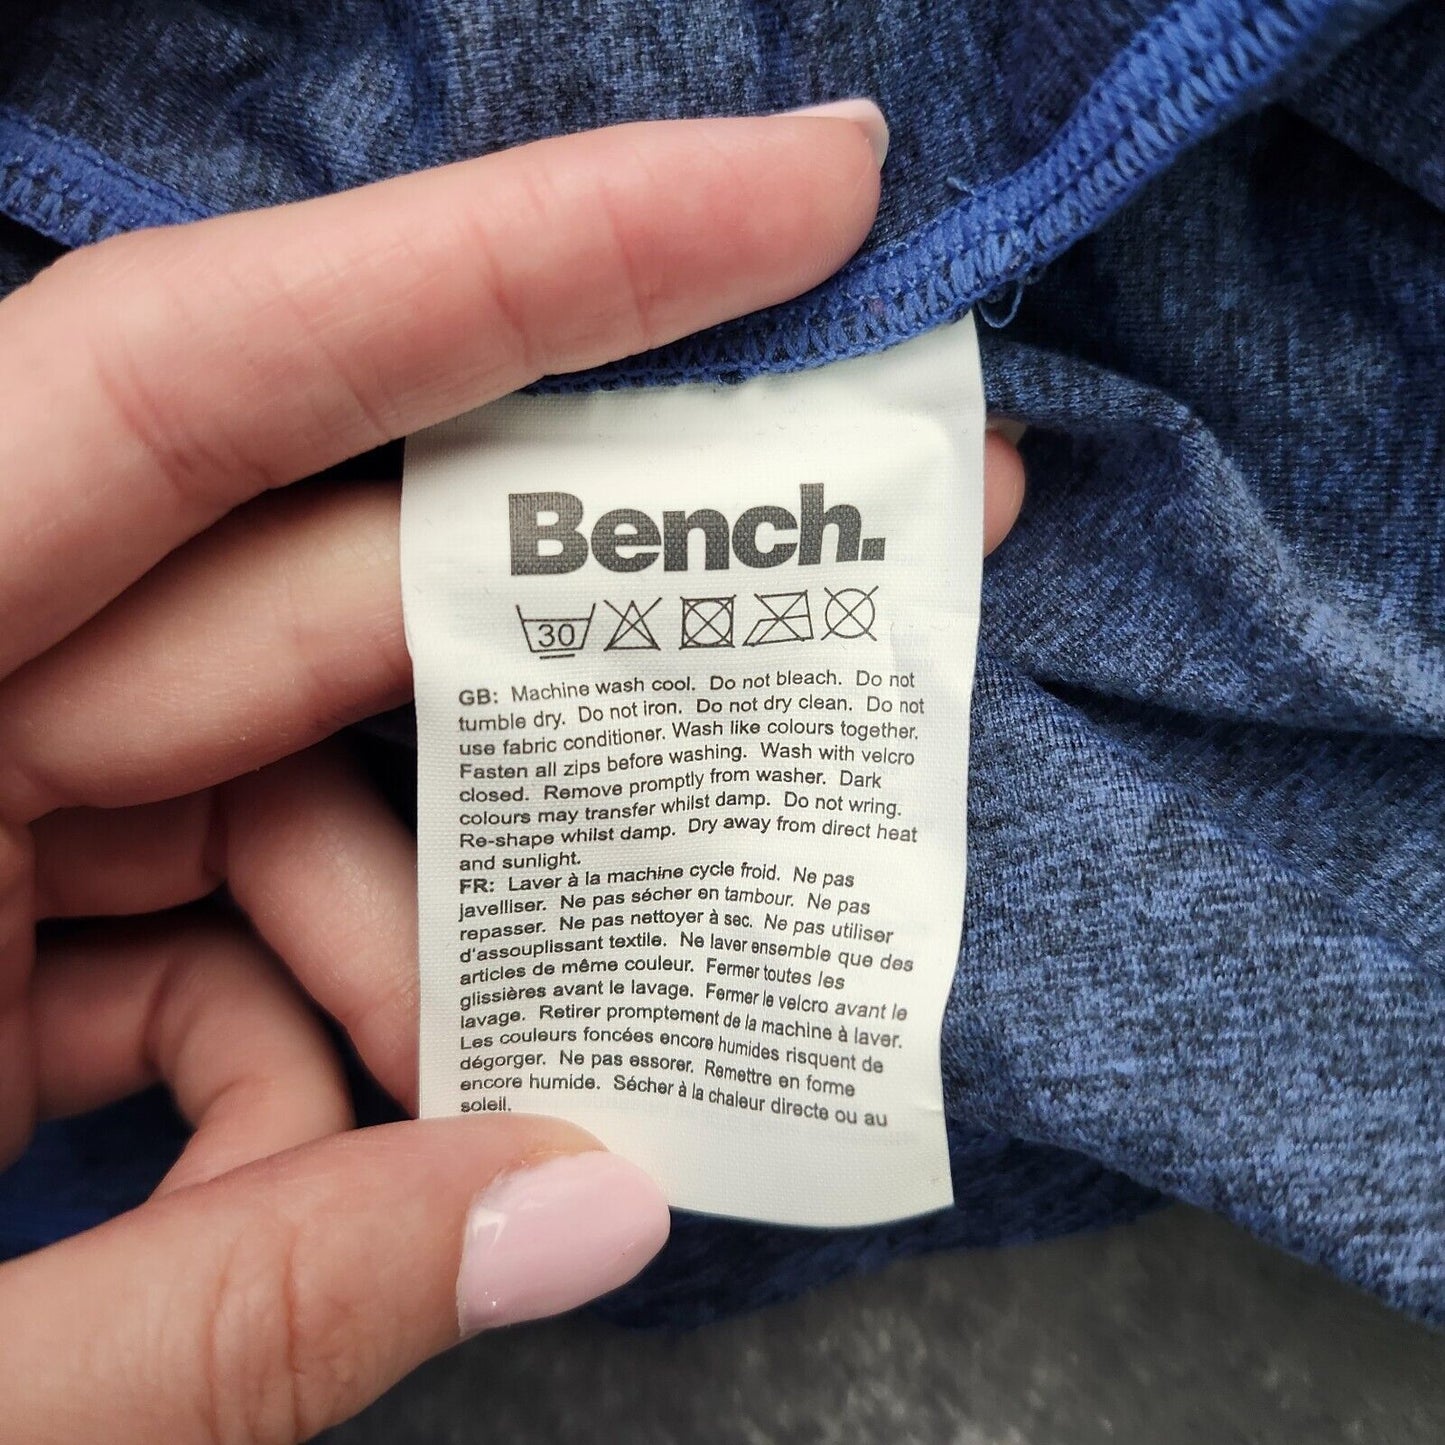 Bench.
30
GB: Machine wash cool. Do not bleach. Do not
tumble dry. Do not iron. Do not dry clean. Do not
use fabric conditioner. Wash like colours together.
Fasten all zips before washing. Wash with velcro
closed. Remove promptly from washer. Dark
colours may transfer whilst damp. Do not wring.
Re-shape whilst damp. Dry away from direct heat
and sunlight.
FR: Laver à la machine cycle froid. Ne pas
javelliser. Ne pas sécher en tambour. Ne pas
repasser. Ne pas nettoyer à sec. Ne pas utiliser
d'assouplissant textile. Ne laver ensemble que des
articles de même couleur. Fermer toutes les
glissières avant le lavage. Fermer le velcro avant le
lavage. Retirer promptement de la machine à laver.
Les couleurs foncées encore humides risquent de
dégorger. Ne pas essorer. Remettre en forme
encore humide. Sécher à la chaleur directe ou au
soleil.